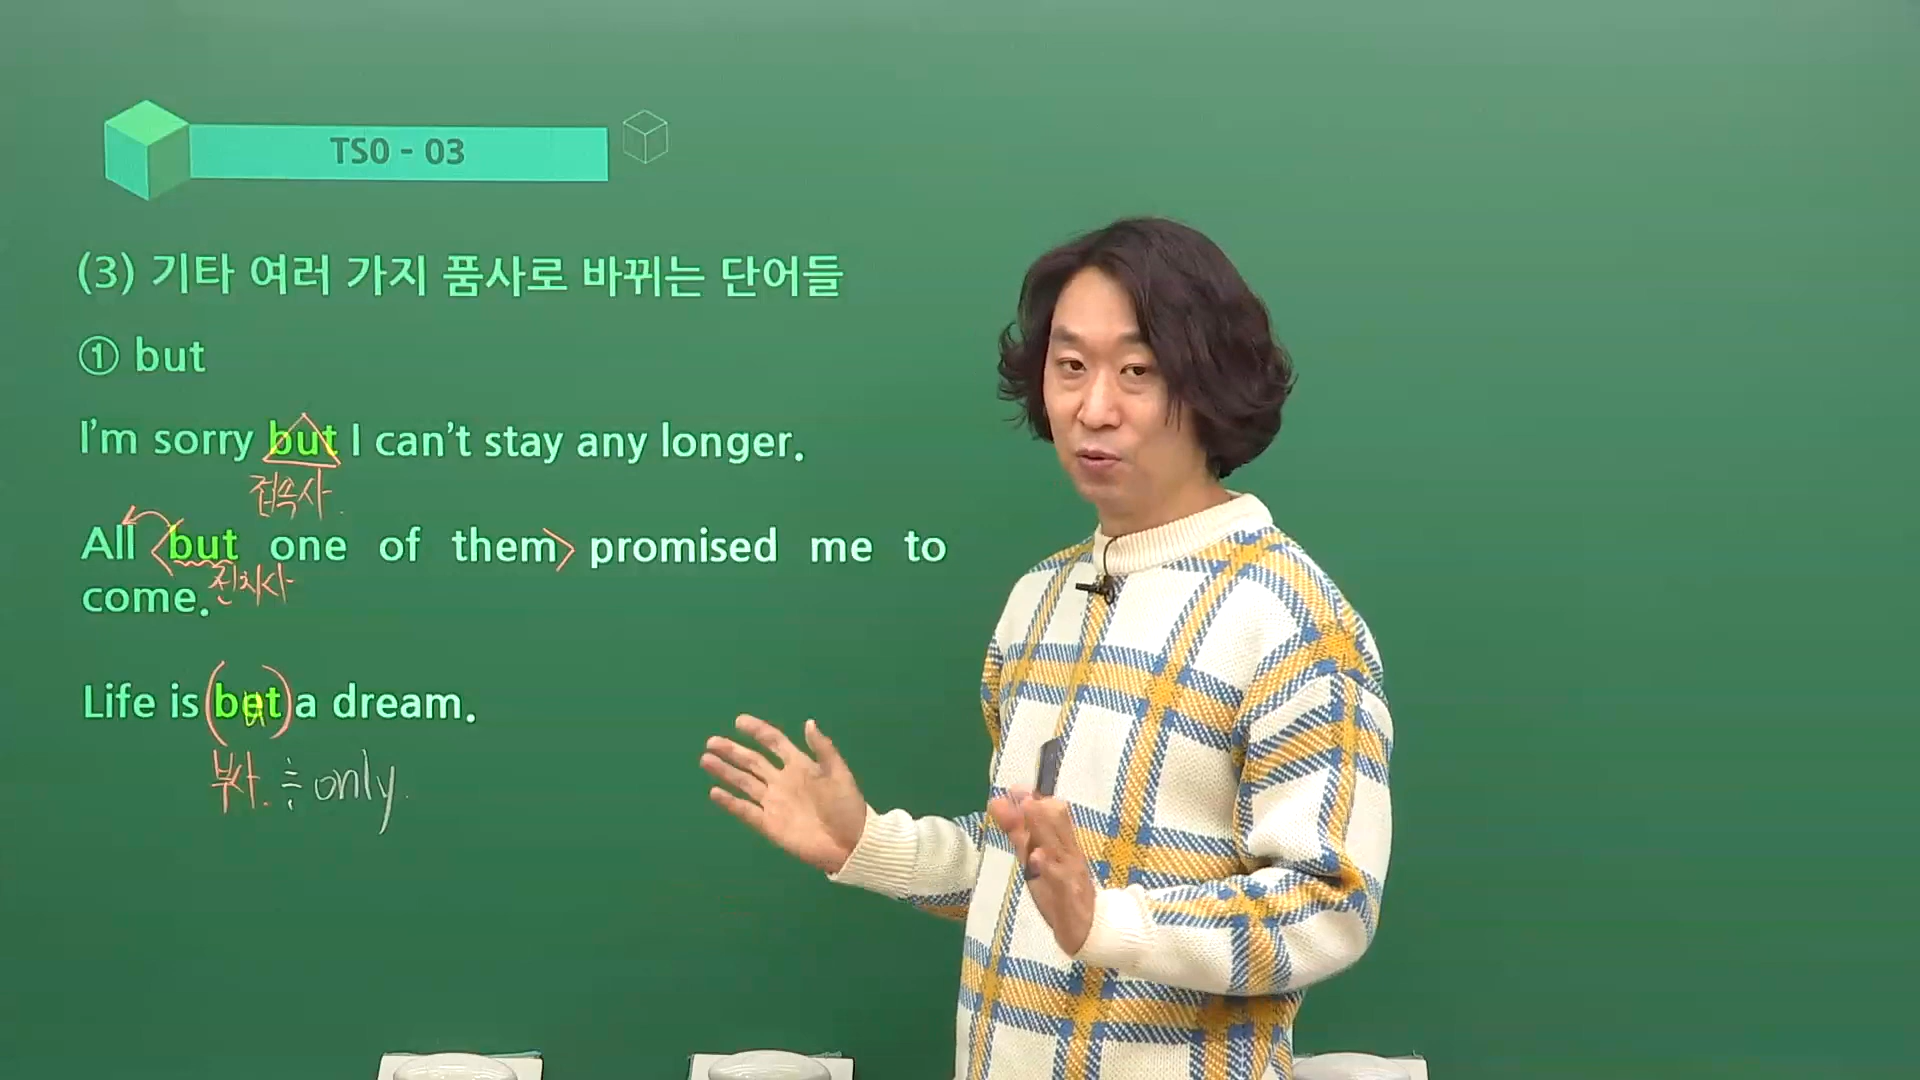 TS0 - 03
(3) 기타 여러 가지 품사로 바뀌는 단어들
① but
I'm sorry but I can't stay any longer.
접속사.
All but one of them promised me to
전치사
come.
Life is but a dream.
부사. ≒ only.